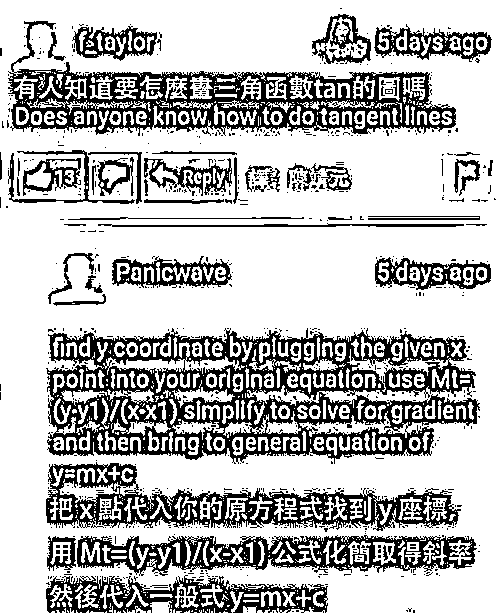 f_taylor
5 days ago
有人知道要怎麼畫三角函數tan的圖嗎
Does anyone know how to do tangent lines
13
Reply
譯:
Panicwave
5 days ago
find y coordinate by plugging the given x
point into your original equation. use Mt=
(y-y1)/(x-x1) simplify to solve for gradient
and then bring to general equation of
y=mx+c
把 x 點代入你的原方程式找到 y 座標,
用 Mt=(y-y1)/(x-x1) 公式化簡取得斜率
然後代入一般式 y=mx+c